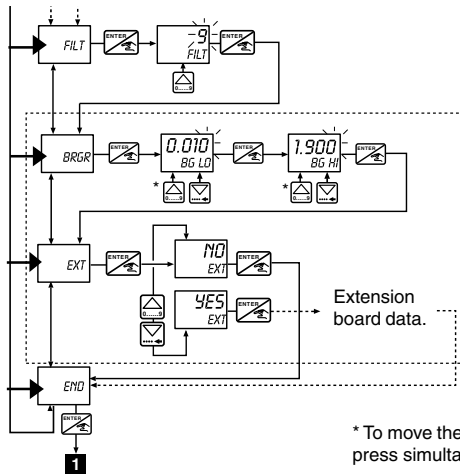 FILT
ENTER
-9
FILT
ENTER
0......9
BRGR
ENTER
0.010
BG LO
ENTER
1.900
BG HI
ENTER
*
0......9
*
0......9
EXT
ENTER
NO
EXT
ENTER
0......9
YES
EXT
ENTER
Extension
board data.
END
ENTER
1
* To move the
press simulta